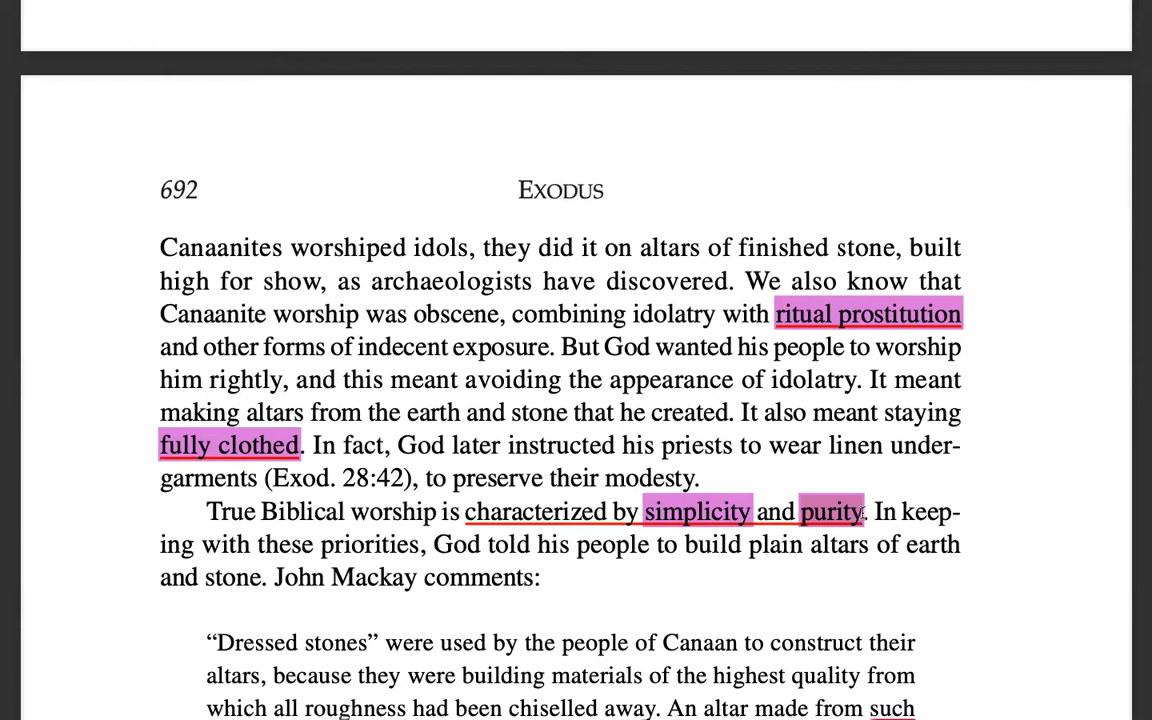 692
EXODUS
Canaanites worshiped idols, they did it on altars of finished stone, built
high for show, as archaeologists have discovered. We also know that
Canaanite worship was obscene, combining idolatry with ritual prostitution
and other forms of indecent exposure. But God wanted his people to worship
him rightly, and this meant avoiding the appearance of idolatry. It meant
making altars from the earth and stone that he created. It also meant staying
fully clothed. In fact, God later instructed his priests to wear linen under-
garments (Exod. 28:42), to preserve their modesty.
True Biblical worship is characterized by simplicity and purity. In keep-
ing with these priorities, God told his people to build plain altars of earth
and stone. John Mackay comments:
“Dressed stones” were used by the people of Canaan to construct their
altars, because they were building materials of the highest quality from
which all roughness had been chiselled away. An altar made from such